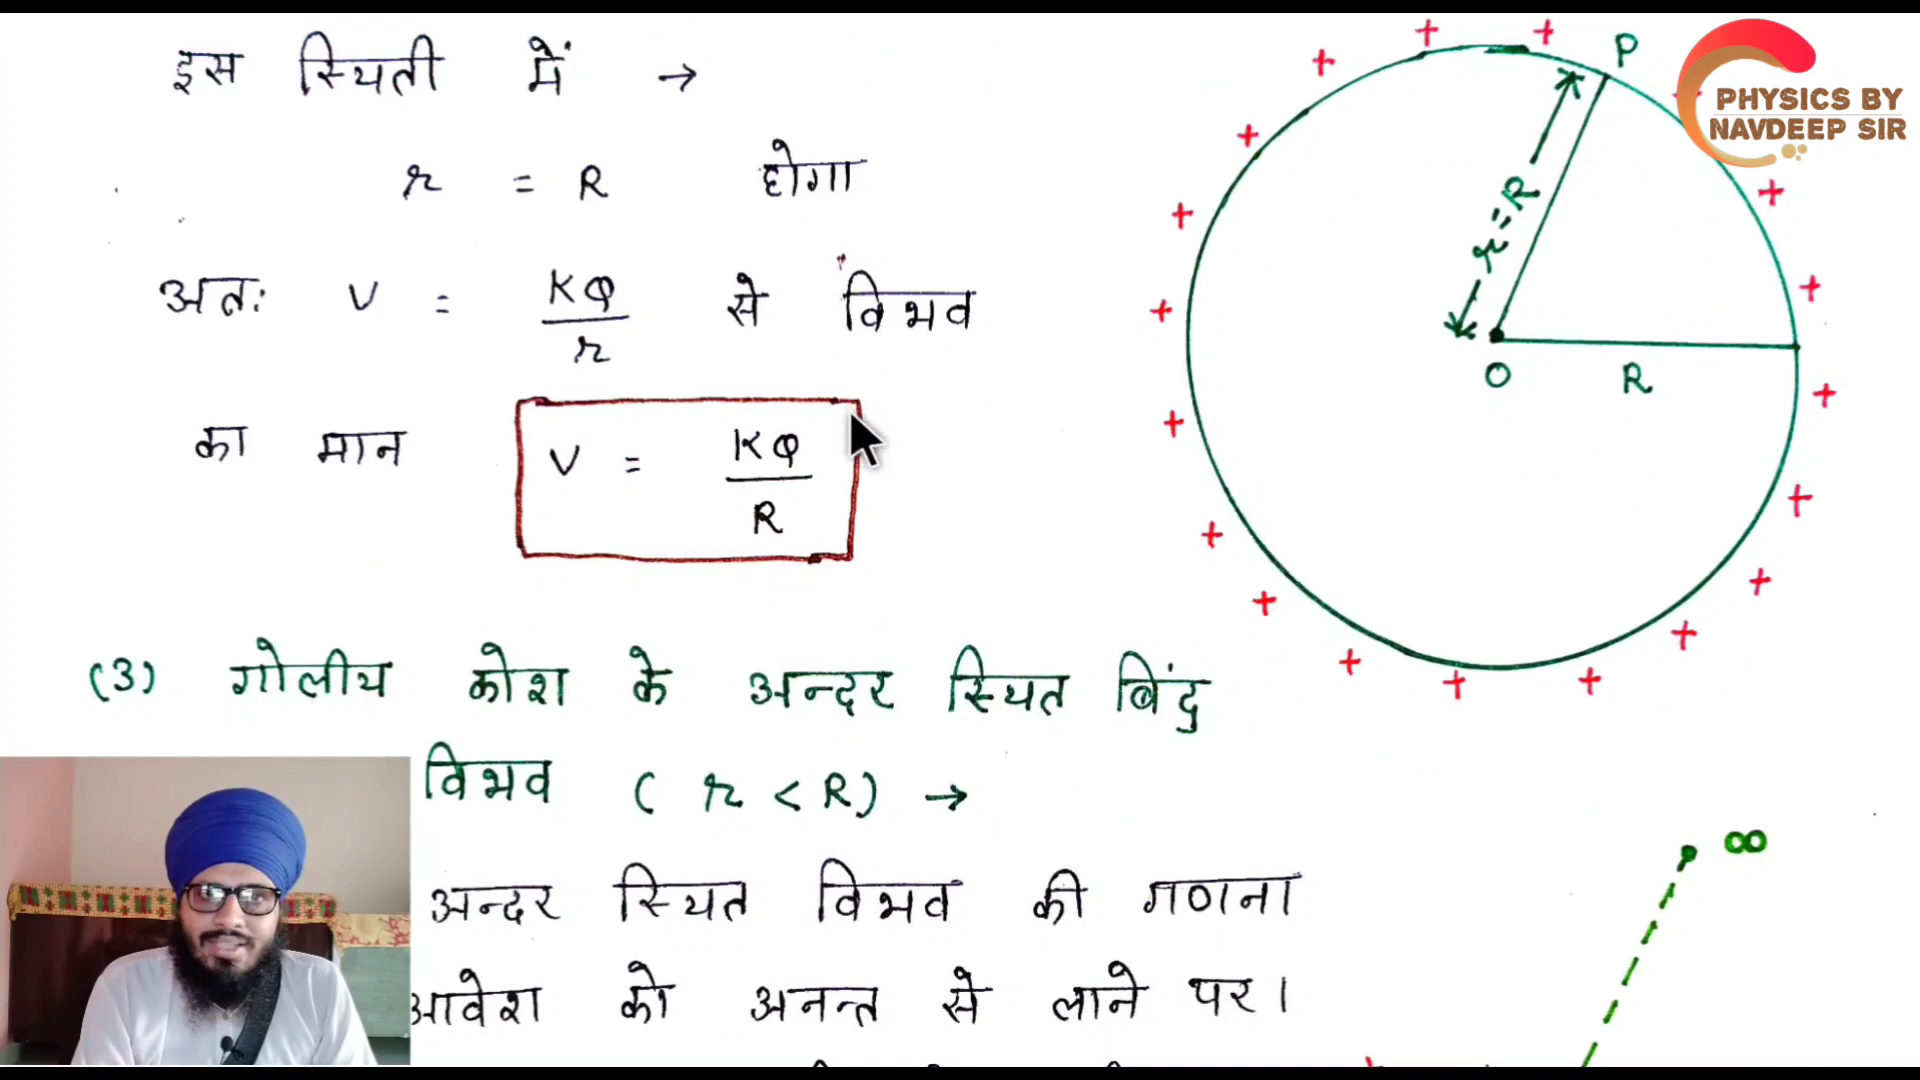 इस स्थिती में →
r = R होगा
अतः V = KQ/r से विभव
का मान V = KQ/R
(3) गोलीय कोश के अन्दर स्थित बिंदु
विभव ( r < R) →
अन्दर स्थित विभव की गणना
आवेश को अनन्त से लाने पर।
P
r = R
O R
∞
PHYSICS BY
NAVDEEP SIR